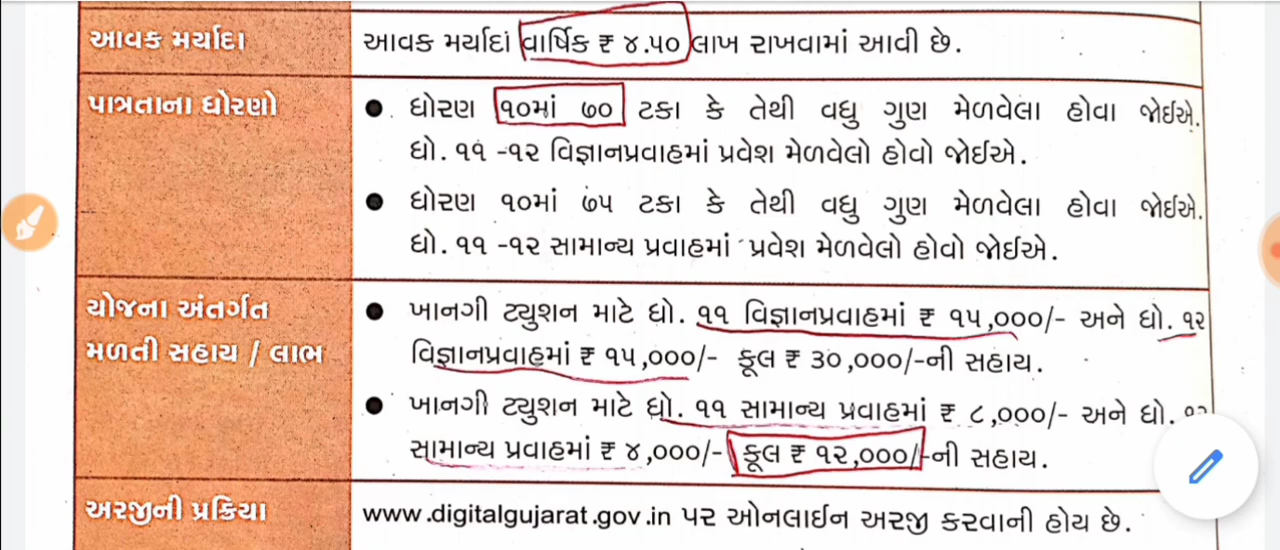 આવક મર્યાદા
આવક મર્યાદા વાર્ષિક ₹ ૪.૫૦ લાખ રાખવામાં આવી છે.
પાત્રતાના ધોરણો
● ધોરણ ૧૦માં ૭૦ ટકા કે તેથી વધુ ગુણ મેળવેલા હોવા જોઈએ.
ધો. ૧૧ -૧૨ વિજ્ઞાનપ્રવાહમાં પ્રવેશ મેળવેલો હોવો જોઈએ.
● ધોરણ ૧૦માં ૭૫ ટકા કે તેથી વધુ ગુણ મેળવેલા હોવા જોઈએ.
ધો. ૧૧ -૧૨ સામાન્ય પ્રવાહમાં પ્રવેશ મેળવેલો હોવો જોઈએ.
યોજના અંતર્ગત
મળતી સહાય / લાભ
● ખાનગી ટ્યુશન માટે ધો. ૧૧ વિજ્ઞાનપ્રવાહમાં ₹ ૧૫,૦૦૦/- અને ધો. ૧૨
વિજ્ઞાનપ્રવાહમાં ₹ ૧૫,૦૦૦/- કૂલ ₹ ૩૦,૦૦૦/-ની સહાય.
● ખાનગી ટ્યુશન માટે ધો. ૧૧ સામાન્ય પ્રવાહમાં ₹ ૮,૦૦૦/- અને ધો.
સામાન્ય પ્રવાહમાં ₹ ૪,૦૦૦/- કૂલ ₹ ૧૨,૦૦૦/-ની સહાય.
અરજીની પ્રક્રિયા
www.digitalgujarat.gov.in પર ઓનલાઈન અરજી કરવાની હોય છે.